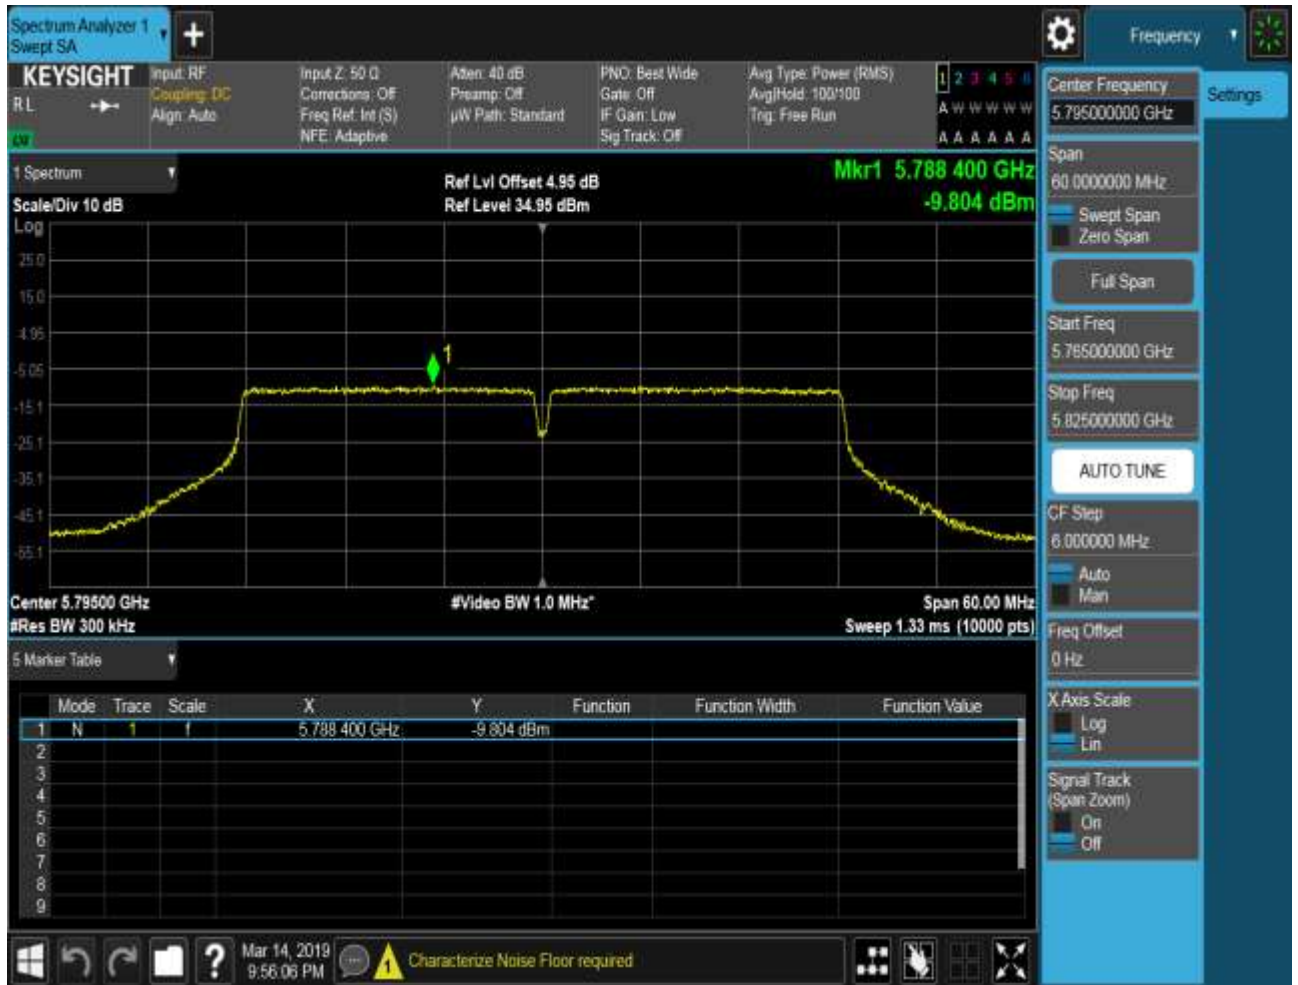 Spectrum Analyzer 1
Swept SA
Frequency
KEYSIGHT
RL
Input: RF
Coupling: DC
Align: Auto
Input Z: 50 Ω
Corrections: Off
Freq Ref: Int (S)
NFE: Adaptive
Atten: 40 dB
Preamp: Off
µW Path: Standard
PNO: Best Wide
Gate: Off
IF Gain: Low
Sig Track: Off
Avg Type: Power (RMS)
Avg|Hold: 100/100
Trig: Free Run
1 2 3 4 5 6
A W W W W W
A A A A A A
1 Spectrum
Scale/Div 10 dB
Log
Ref Lvl Offset 4.95 dB
Ref Level 34.95 dBm
Mkr1 5.788 400 GHz
-9.804 dBm
25.0
15.0
4.95
-5.05
-15.1
-25.1
-35.1
-45.1
-55.1
1
Center 5.79500 GHz
#Res BW 300 kHz
#Video BW 1.0 MHz*
Span 60.00 MHz
Sweep 1.33 ms (10000 pts)
5 Marker Table
Mode Trace Scale X Y Function Function Width Function Value
1 N 1 f 5.788 400 GHz -9.804 dBm
2
3
4
5
6
7
8
9
Mar 14, 2019
9:56:06 PM
1
Characterize Noise Floor required
Center Frequency
5.795000000 GHz
Settings
Span
60.0000000 MHz
Swept Span
Zero Span
Full Span
Start Freq
5.765000000 GHz
Stop Freq
5.825000000 GHz
AUTO TUNE
CF Step
6.000000 MHz
Auto
Man
Freq Offset
0 Hz
X Axis Scale
Log
Lin
Signal Track
(Span Zoom)
On
Off